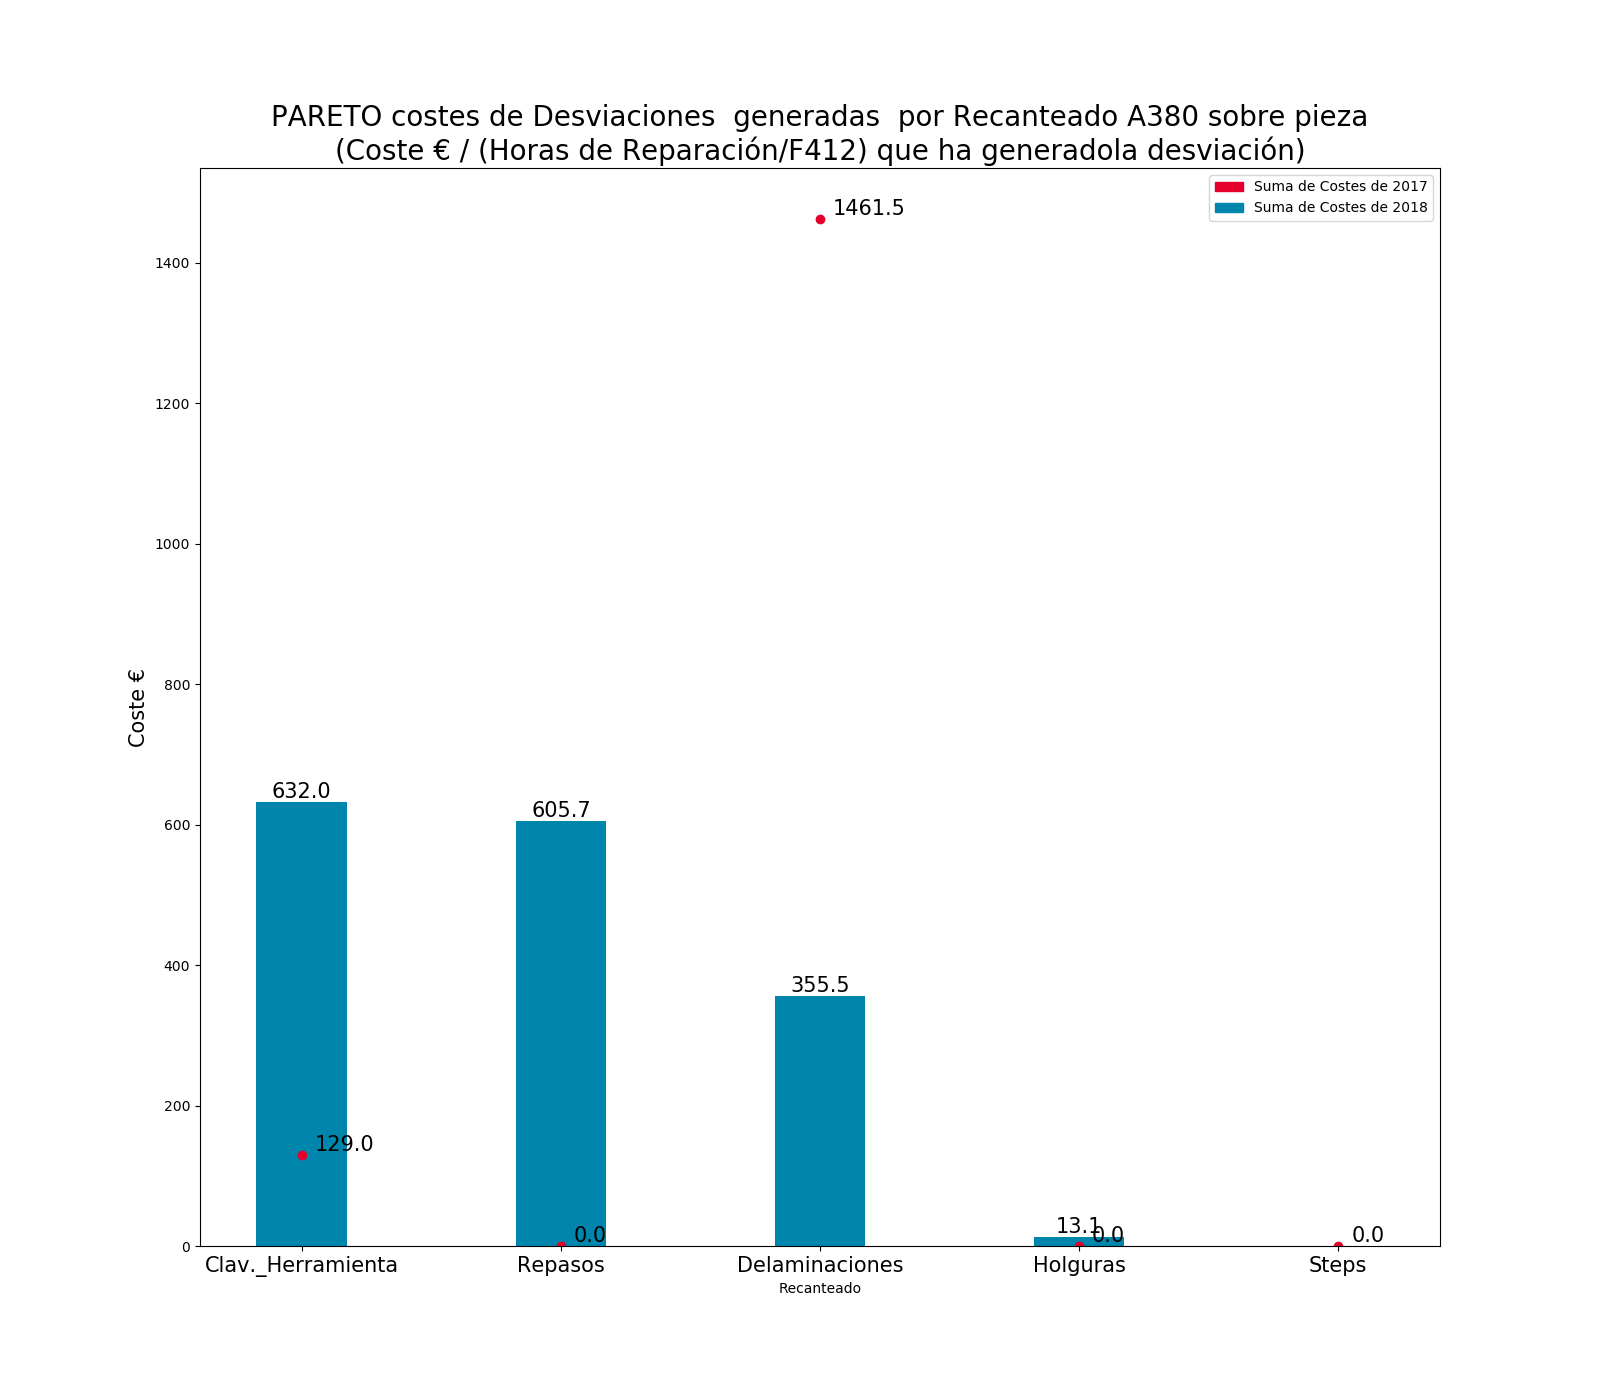 PARETO costes de Desviaciones  generadas  por Recanteado A380 sobre pieza
(Coste € / (Horas de Reparación/F412) que ha generadola desviación)
Suma de Costes de 2017
Suma de Costes de 2018
1461.5
1400
1200
1000
800
Coste €
632.0
605.7
600
400
355.5
200
129.0
13.1
0.0
0.0
0.0
0
Clav._Herramienta
Repasos
Delaminaciones
Holguras
Steps
Recanteado